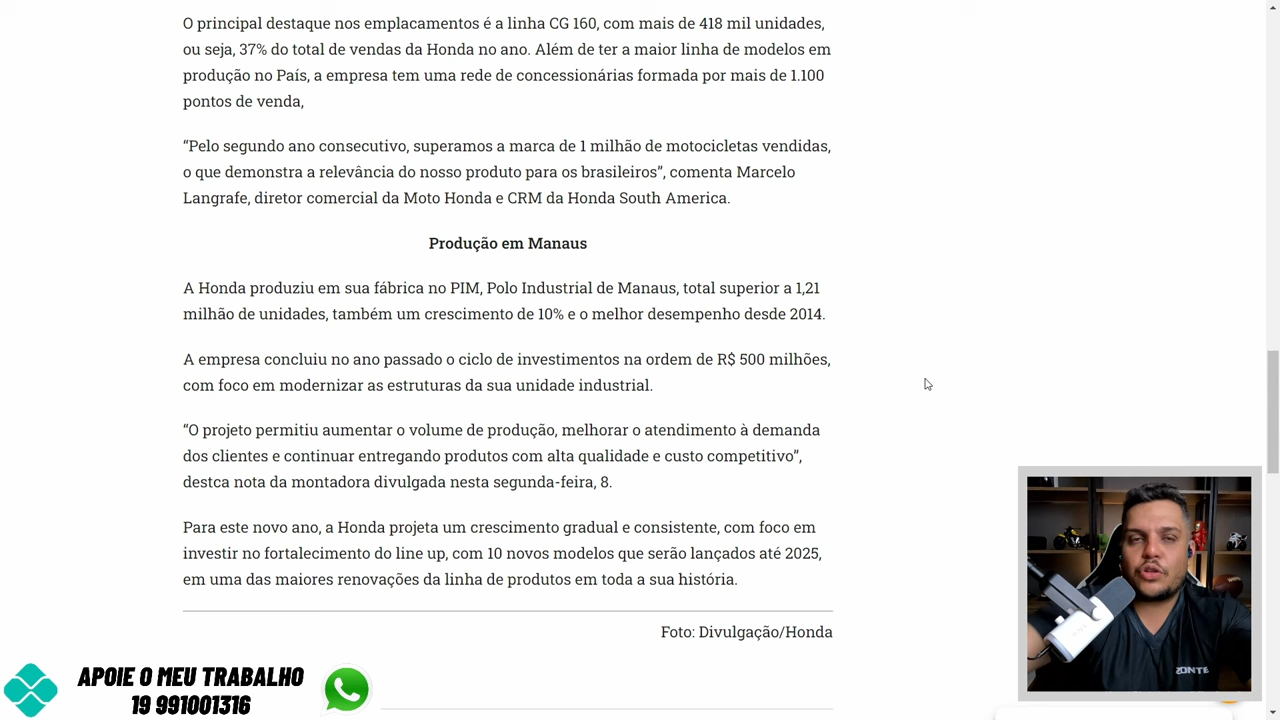 O principal destaque nos emplacamentos é a linha CG 160, com mais de 418 mil unidades,
ou seja, 37% do total de vendas da Honda no ano. Além de ter a maior linha de modelos em
produção no País, a empresa tem uma rede de concessionárias formada por mais de 1.100
pontos de venda,
“Pelo segundo ano consecutivo, superamos a marca de 1 milhão de motocicletas vendidas,
o que demonstra a relevância do nosso produto para os brasileiros”, comenta Marcelo
Langrafe, diretor comercial da Moto Honda e CRM da Honda South America.
Produção em Manaus
A Honda produziu em sua fábrica no PIM, Polo Industrial de Manaus, total superior a 1,21
milhão de unidades, também um crescimento de 10% e o melhor desempenho desde 2014.
A empresa concluiu no ano passado o ciclo de investimentos na ordem de R$ 500 milhões,
com foco em modernizar as estruturas da sua unidade industrial.
“O projeto permitiu aumentar o volume de produção, melhorar o atendimento à demanda
dos clientes e continuar entregando produtos com alta qualidade e custo competitivo”,
destca nota da montadora divulgada nesta segunda-feira, 8.
Para este novo ano, a Honda projeta um crescimento gradual e consistente, com foco em
investir no fortalecimento do line up, com 10 novos modelos que serão lançados até 2025,
em uma das maiores renovações da linha de produtos em toda a sua história.
Foto: Divulgação/Honda
APOIE O MEU TRABALHO
19 991001316
ZONTE